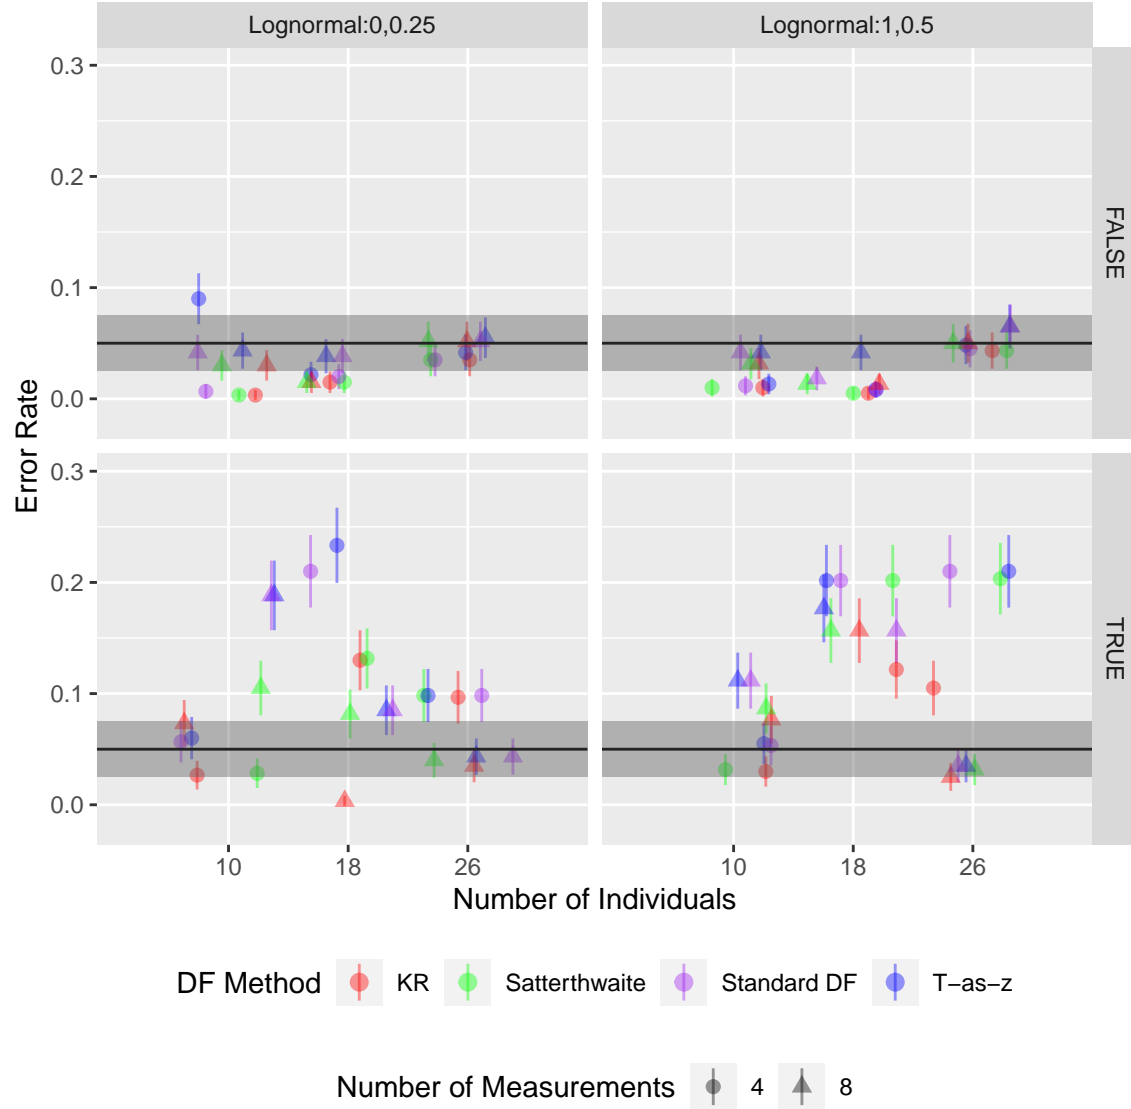 Lognormal:0,0.25
Lognormal:1,0.5
0.3
0.2
0.1
0.0
FALSE
0.3
0.2
0.1
0.0
TRUE
Error Rate
10 18 26 10 18 26
Number of Individuals
DF Method KR Satterthwaite Standard DF T−as−z
Number of Measurements 4 8